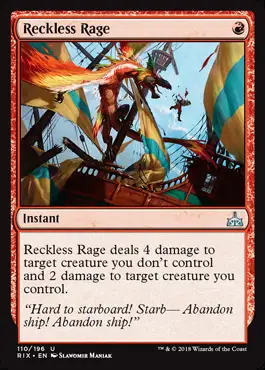 Reckless Rage
Instant
Reckless Rage deals 4 damage to
target creature you don't control
and 2 damage to target creature you
control.
"Hard to starboard! Starb— Abandon
ship! Abandon ship!"
110/196 U
RIX • EN SLAWOMIR MANIAK
™ & © 2018 Wizards of the Coast